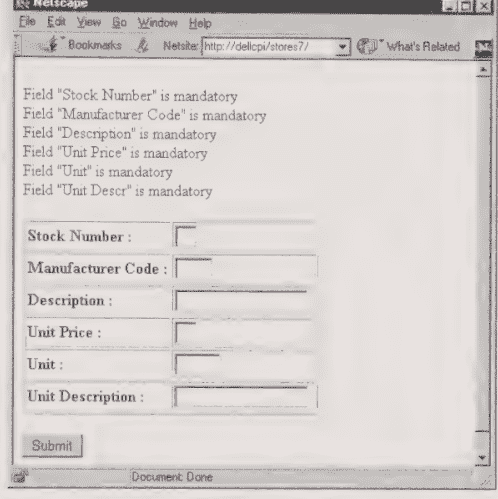 Netscape
File Edit View Go Window Help
Bookmarks Netsite: http://dellcpi/stores7/ What's Related
Field "Stock Number" is mandatory
Field "Manufacturer Code" is mandatory
Field "Description" is mandatory
Field "Unit Price" is mandatory
Field "Unit" is mandatory
Field "Unit Descr" is mandatory
Stock Number :
Manufacturer Code :
Description :
Unit Price :
Unit :
Unit Description :
Submit
Document: Done